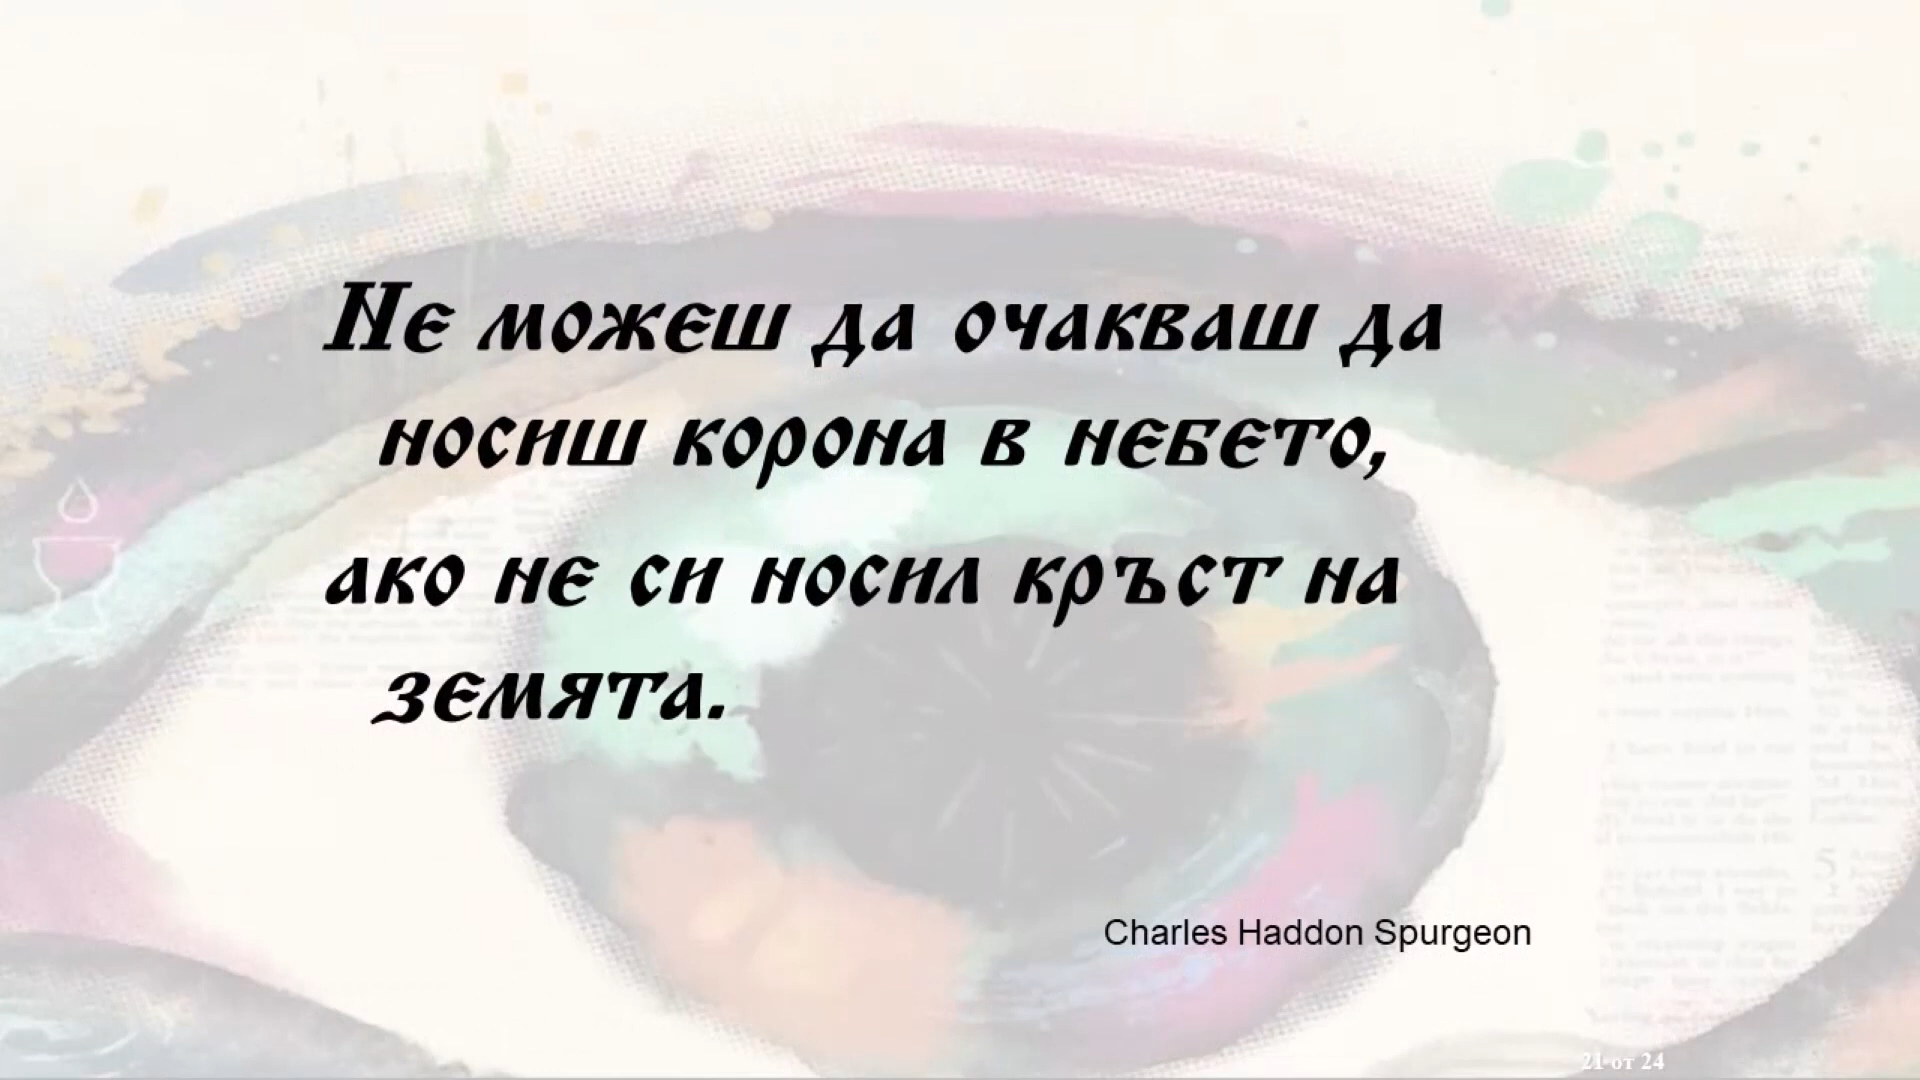 Не можеш да очакваш да
носиш корона в небето,
ако не си носил кръст на
земята.
Charles Haddon Spurgeon
21 от 24